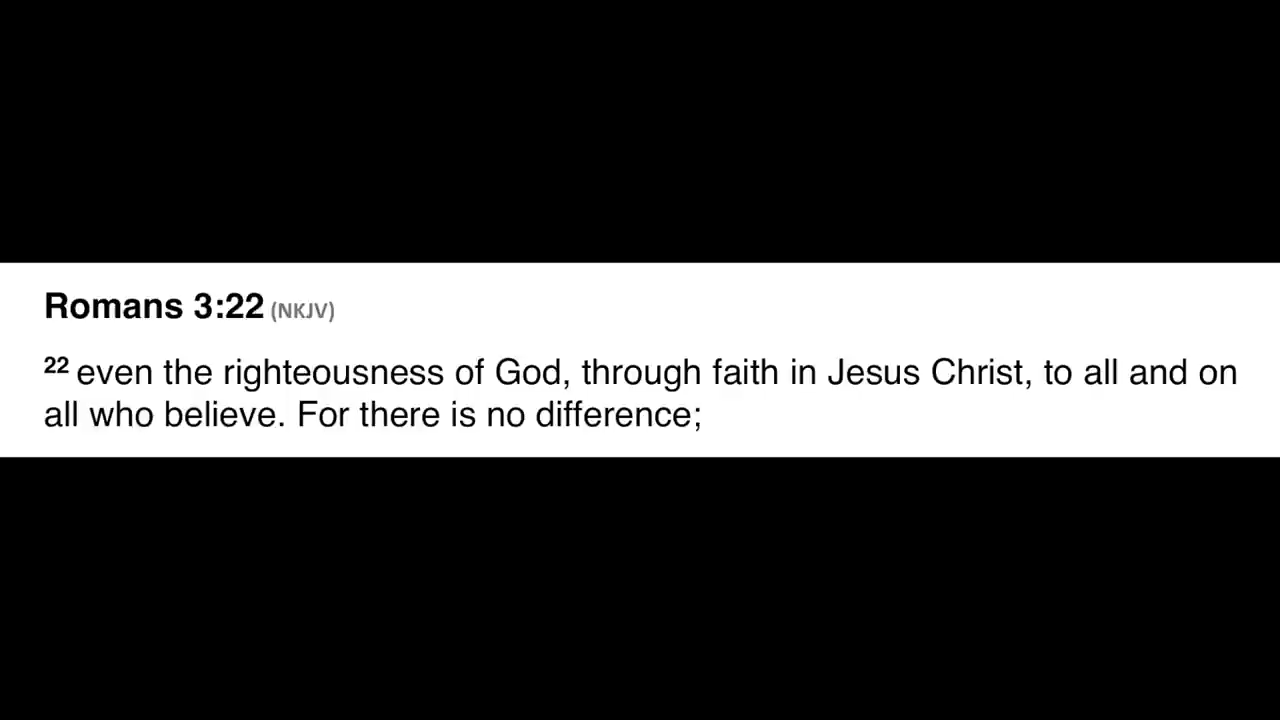 Romans 3:22 (NKJV)
22 even the righteousness of God, through faith in Jesus Christ, to all and on
all who believe. For there is no difference;